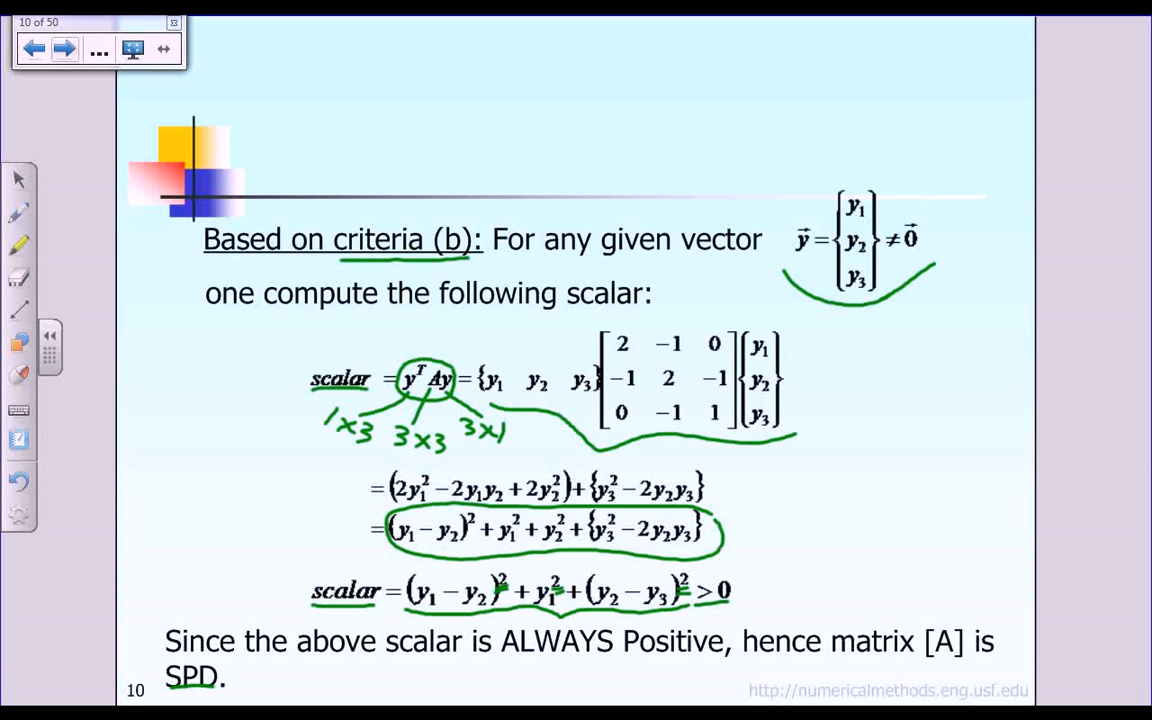 10 of 50
Based on criteria (b): For any given vector y⃗ = {y₁ y₂ y₃} ≠ 0⃗
one compute the following scalar:
scalar = yᵀAy = {y₁ y₂ y₃} [2 −1 0; −1 2 −1; 0 −1 1] {y₁ y₂ y₃}
1×3 3×3 3×1
= (2y₁² − 2y₁y₂ + 2y₂²) + {y₃² − 2y₂y₃}
= (y₁ − y₂)² + y₁² + y₂² + {y₃² − 2y₂y₃}
scalar = (y₁ − y₂)² + y₁² + (y₂ − y₃)² > 0
Since the above scalar is ALWAYS Positive, hence matrix [A] is
SPD.
10
http://numericalmethods.eng.usf.edu